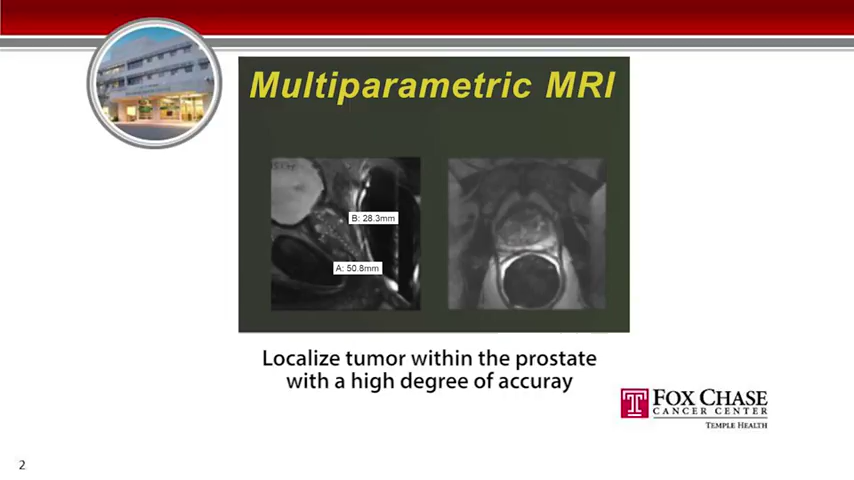 Multiparametric MRI
B: 28.3mm
A: 50.8mm
Localize tumor within the prostate
with a high degree of accuray
T FOX CHASE
CANCER CENTER
TEMPLE HEALTH
2